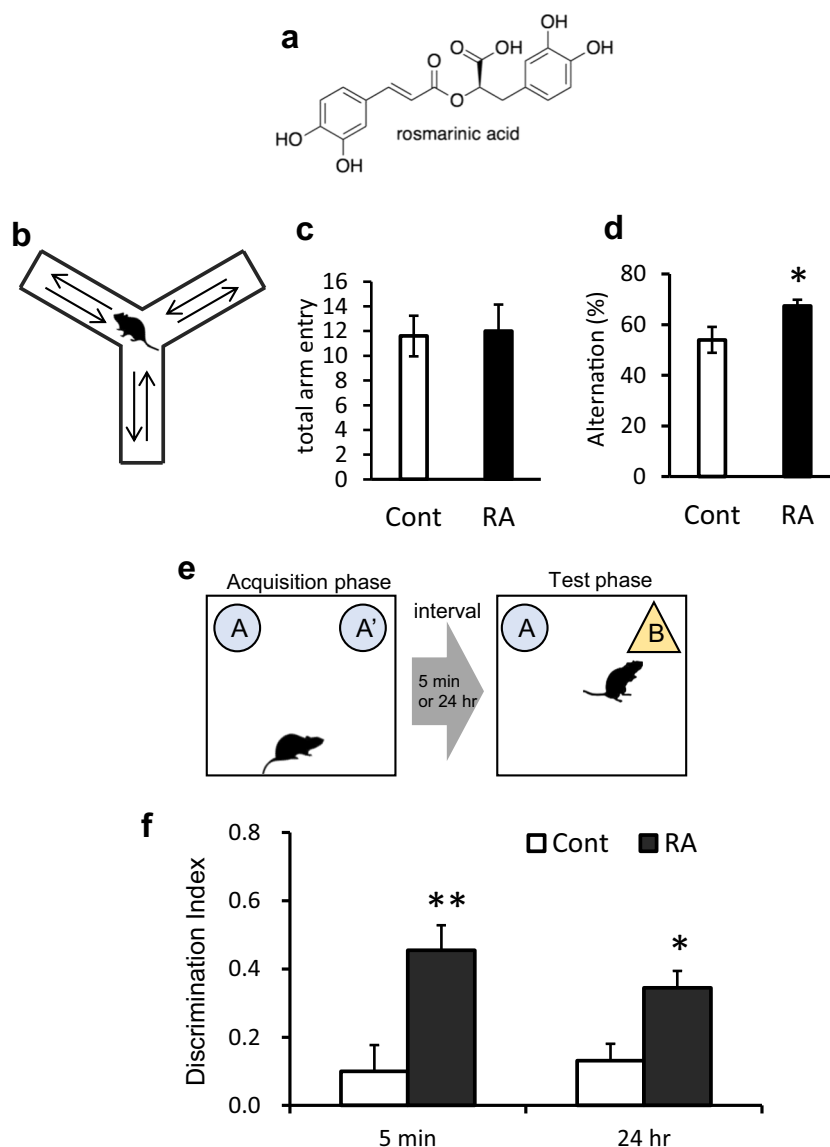 a
OH
O
OH
OH
O
O
HO
OH
rosmarinic acid
b
c
total arm entry
16
14
12
10
8
6
4
2
0
Cont
RA
d
Alternation (%)
80
60
40
20
0
*
Cont
RA
e
Acquisition phase
A
A'
interval
5 min
or 24 hr
Test phase
A
B
f
Discrimination Index
0.8
0.6
0.4
0.2
0.0
Cont
RA
**
*
5 min
24 hr